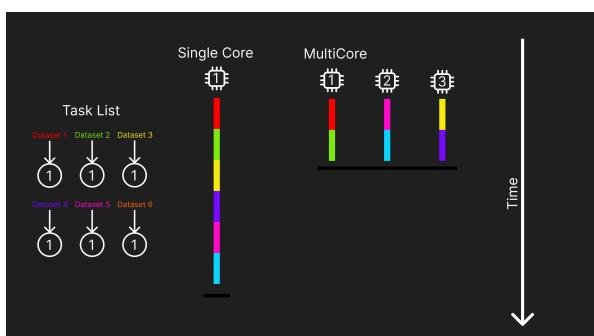 Single Core
MultiCore
1
1
2
3
Task List
Dataset 1
Dataset 2
Dataset 3
1
1
1
Dataset 4
Dataset 5
Dataset 6
1
1
1
Time